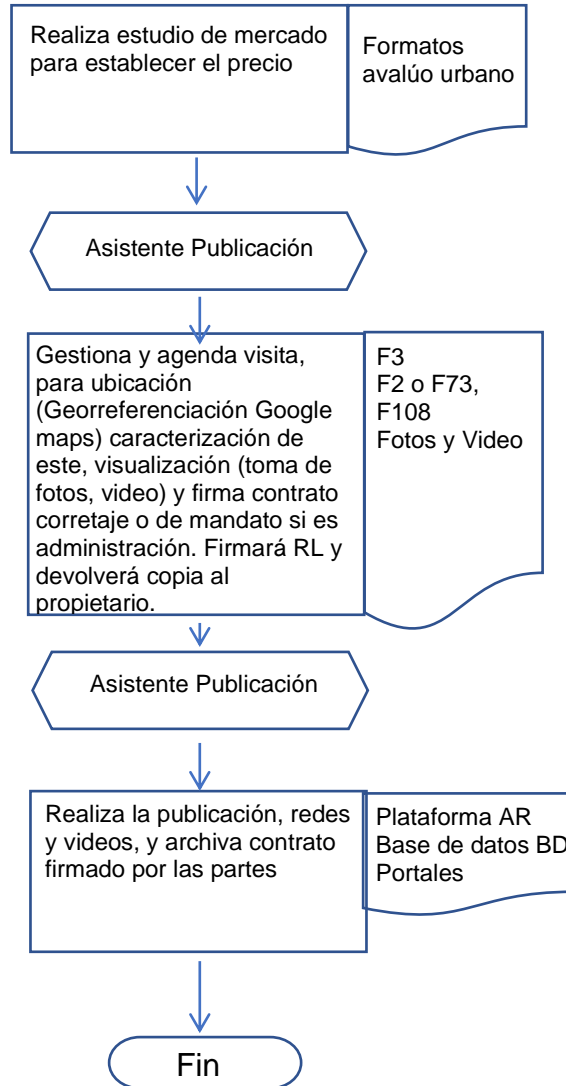 Realiza estudio de mercado
para establecer el precio
Formatos
avalúo urbano
Asistente Publicación
Gestiona y agenda visita,
para ubicación
(Georreferenciación Google
maps) caracterización de
este, visualización (toma de
fotos, video) y firma contrato
corretaje o de mandato si es
administración. Firmará RL y
devolverá copia al
propietario.
F3
F2 o F73,
F108
Fotos y Video
Asistente Publicación
Realiza la publicación, redes
y videos, y archiva contrato
firmado por las partes
Plataforma AR
Base de datos BD
Portales
Fin